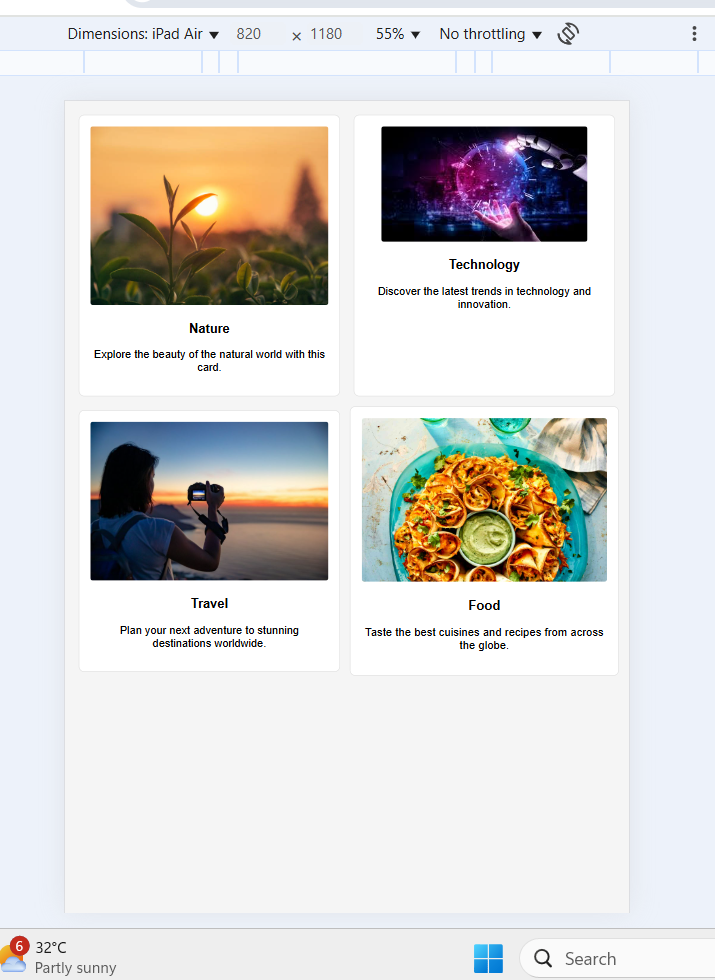 Dimensions: iPad Air ▼ 820 × 1180 55% ▼ No throttling ▼
Nature
Explore the beauty of the natural world with this
card.
Technology
Discover the latest trends in technology and
innovation.
Travel
Plan your next adventure to stunning
destinations worldwide.
Food
Taste the best cuisines and recipes from across
the globe.
6
32°C
Partly sunny
Search